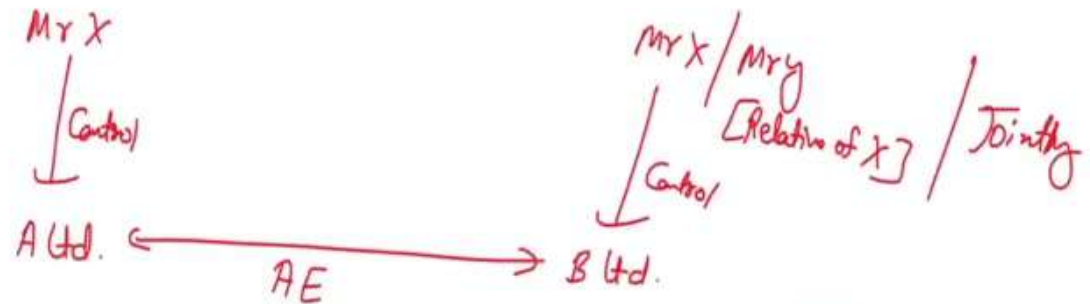 Mr X
Control
A Ltd.
AE
Mr X / Mr y / Jointly
[Relative of X]
Control
B Ltd.